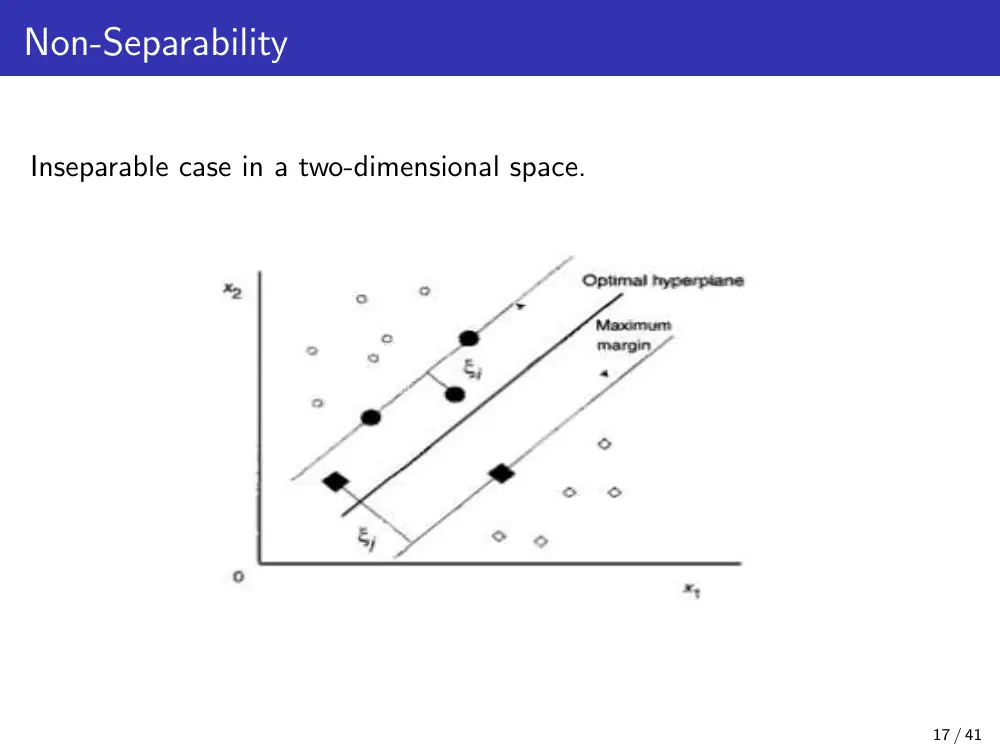 Non-Separability
Inseparable case in a two-dimensional space.
x₂
Optimal hyperplane
Maximum
margin
ξᵢ
ξⱼ
0
x₁
17 / 41